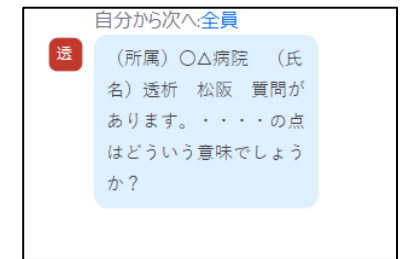 自分から次へ:全員
透
（所属）〇△病院　（氏
名）透析　松阪　質問が
あります。・・・・の点
はどういう意味でしょう
か？